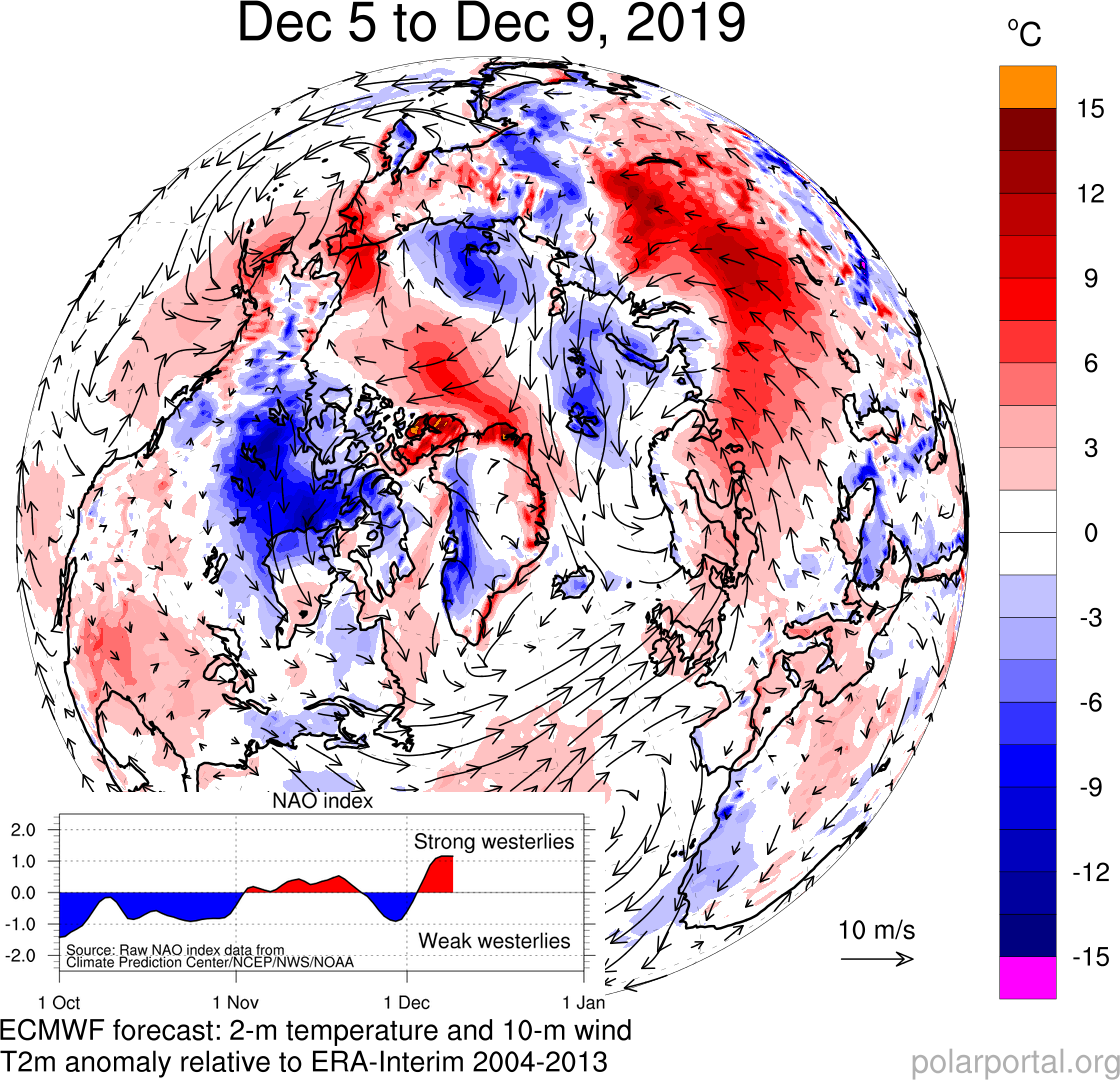 Dec 5 to Dec 9, 2019
°C
15
12
9
6
3
0
-3
-6
-9
-12
-15
10 m/s
NAO index
2.0
1.0
0.0
-1.0
-2.0
Strong westerlies
Weak westerlies
Source: Raw NAO index data from
Climate Prediction Center/NCEP/NWS/NOAA
1 Oct
1 Nov
1 Dec
1 Jan
ECMWF forecast: 2-m temperature and 10-m wind
T2m anomaly relative to ERA-Interim 2004-2013
polarportal.org